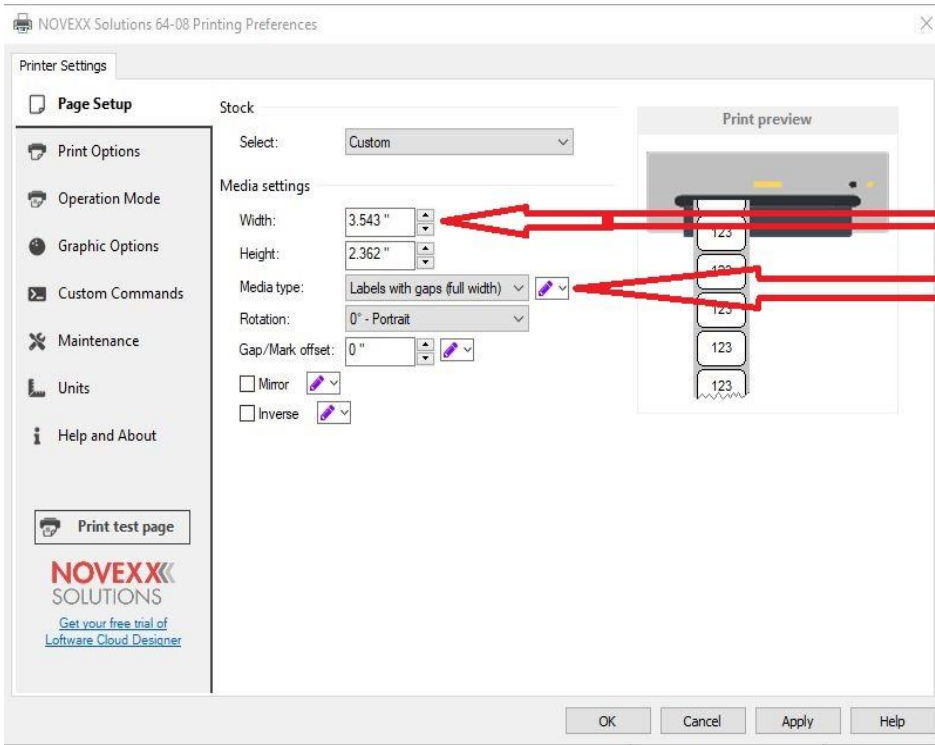 NOVEXX Solutions 64-08 Printing Preferences
Printer Settings
Page Setup
Print Options
Operation Mode
Graphic Options
Custom Commands
Maintenance
Units
Help and About
Print test page
NOVEXX
SOLUTIONS
Get your free trial of
Loftware Cloud Designer
Stock
Select: Custom
Media settings
Width: 3.543 "
Height: 2.362 "
Media type: Labels with gaps (full width)
Rotation: 0° - Portrait
Gap/Mark offset: 0 "
Mirror
Inverse
Print preview
123
123
123
123
123
OK Cancel Apply Help